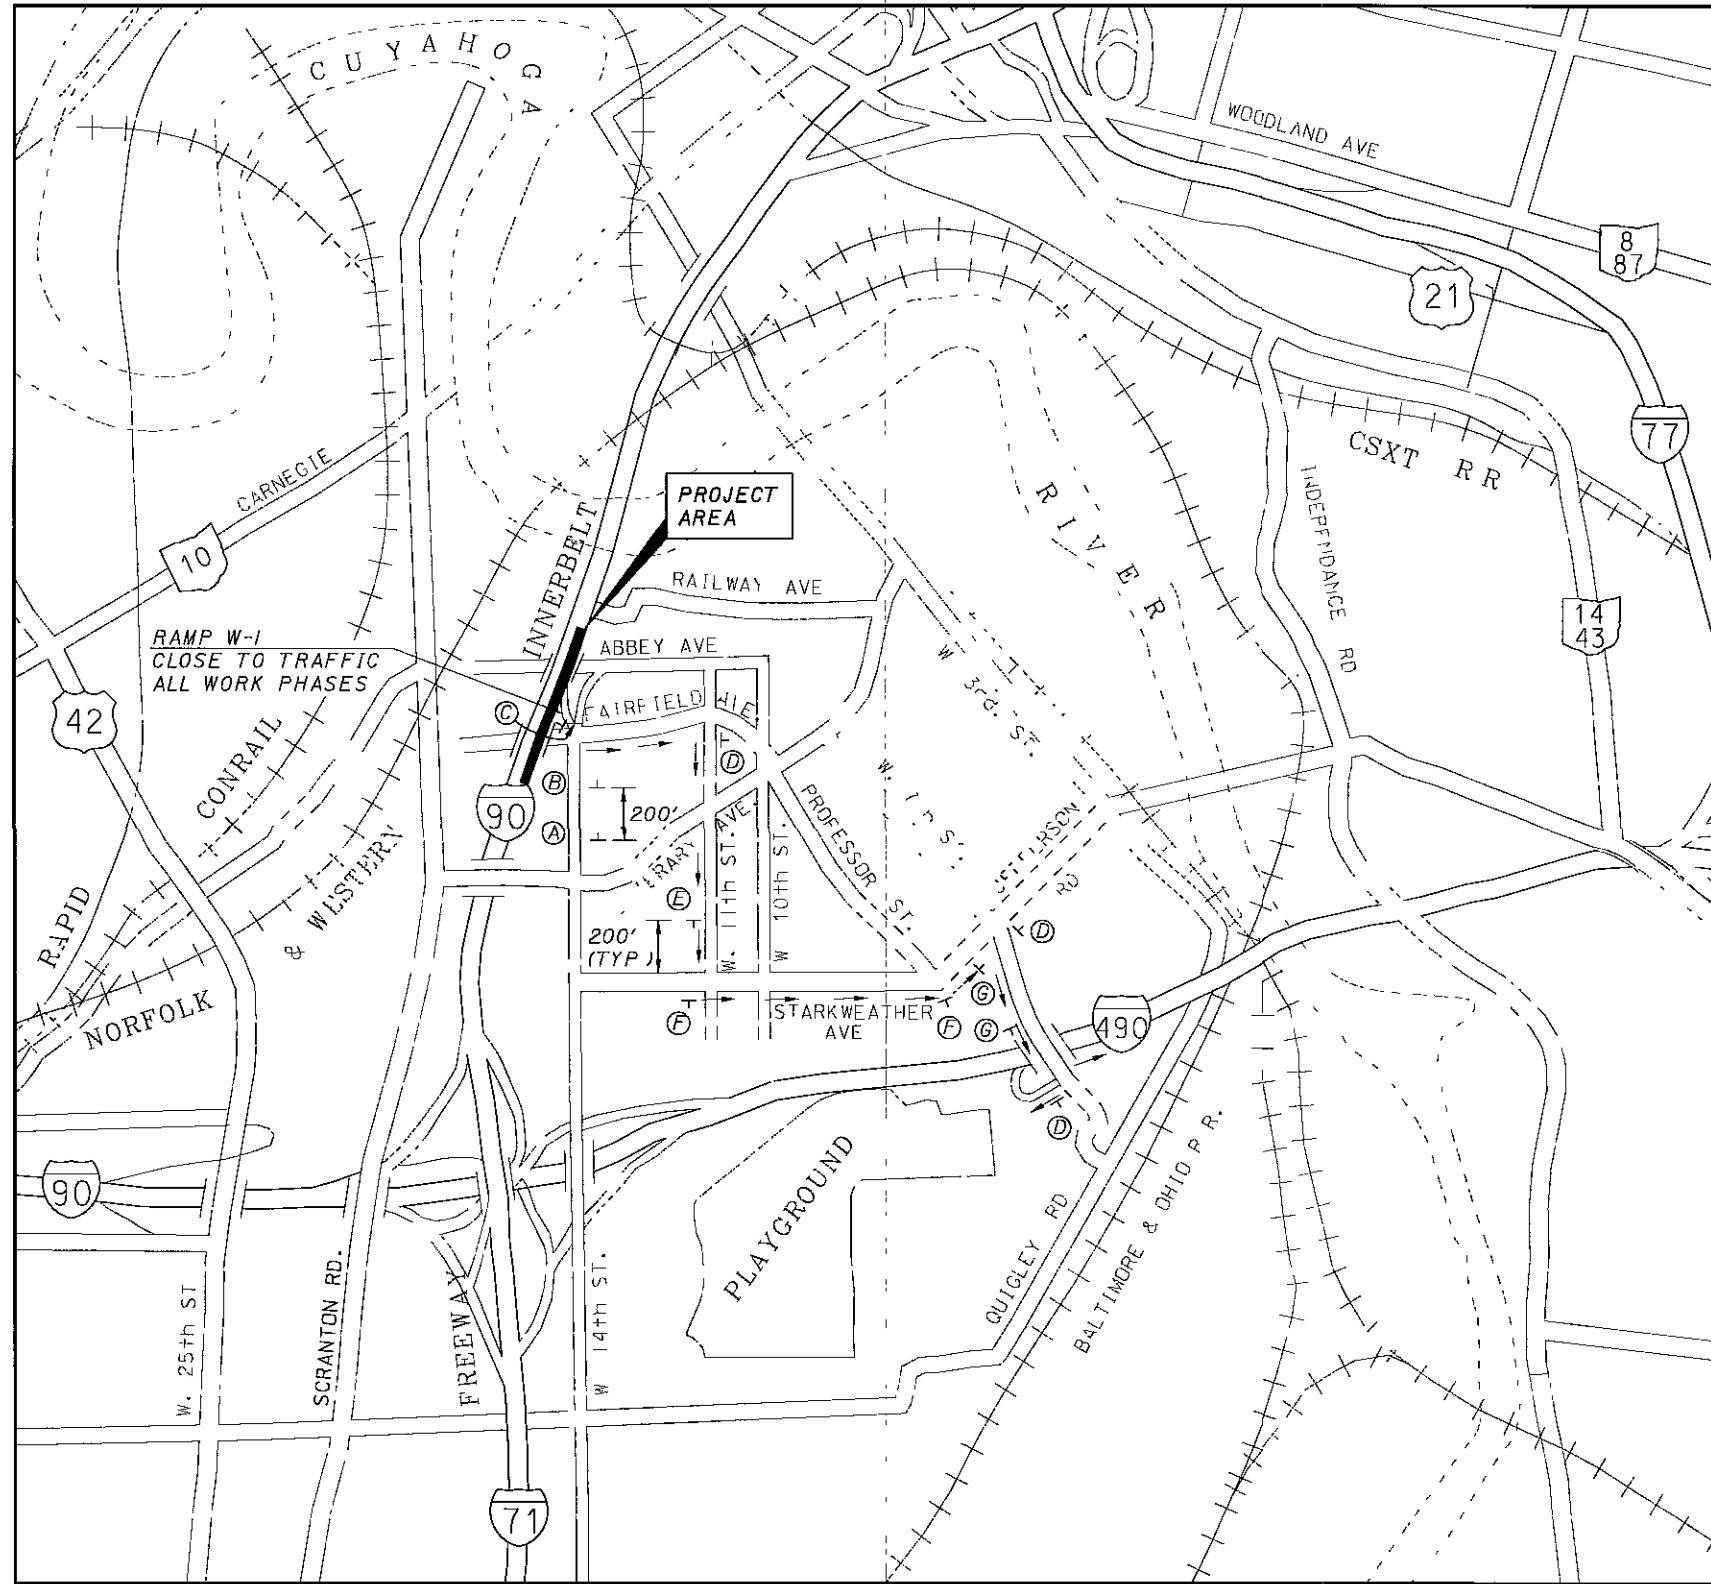 CUYAHOGA
WOODLAND AVE
8
87
21
77
CSXT RR
CARNEGIE
10
PROJECT
AREA
INNERBELT
RIVER
INDEPENDANCE RD
RAILWAY AVE
14
43
RAMP W-1
CLOSE TO TRAFFIC
ALL WORK PHASES
ABBEY AVE
W 3rd. St.
42
C
FAIRFIELD
D
CONRAIL
B
90
200'
A
AVE.
PROFESSOR ST.
W. 11th ST.
W 10th ST.
RD
& WESTERN
E
RAPID
200'
(TYP.)
D
NORFOLK
G
F
STARKWEATHER
AVE
F
G
490
D
90
PLAYGROUND
BALTIMORE & OHIO R.R.
QUIGLEY RD
W. 25th ST
SCRANTON RD.
FREEWAY
W 14th ST.
71